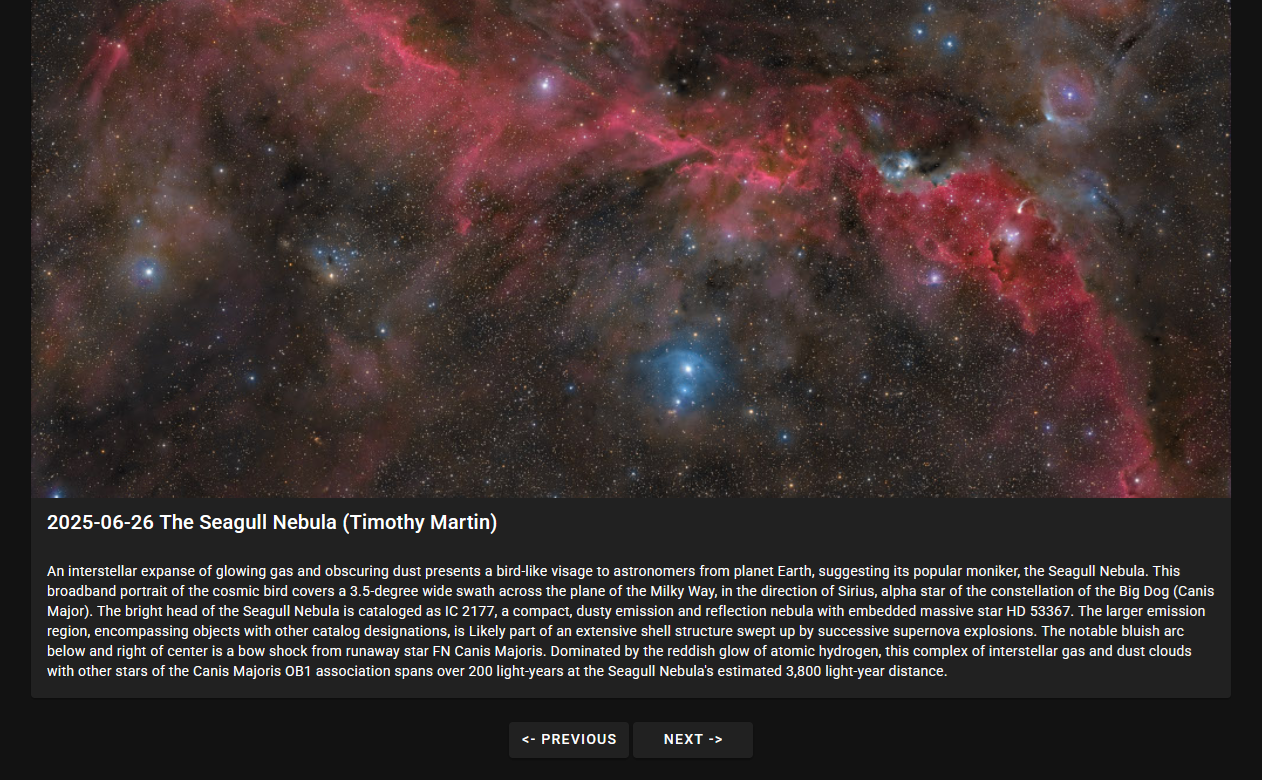 2025-06-26 The Seagull Nebula (Timothy Martin)
An interstellar expanse of glowing gas and obscuring dust presents a bird-like visage to astronomers from planet Earth, suggesting its popular moniker, the Seagull Nebula. This
broadband portrait of the cosmic bird covers a 3.5-degree wide swath across the plane of the Milky Way, in the direction of Sirius, alpha star of the constellation of the Big Dog (Canis
Major). The bright head of the Seagull Nebula is cataloged as IC 2177, a compact, dusty emission and reflection nebula with embedded massive star HD 53367. The larger emission
region, encompassing objects with other catalog designations, is Likely part of an extensive shell structure swept up by successive supernova explosions. The notable bluish arc
below and right of center is a bow shock from runaway star FN Canis Majoris. Dominated by the reddish glow of atomic hydrogen, this complex of interstellar gas and dust clouds
with other stars of the Canis Majoris OB1 association spans over 200 light-years at the Seagull Nebula's estimated 3,800 light-year distance.
<- PREVIOUS
NEXT ->